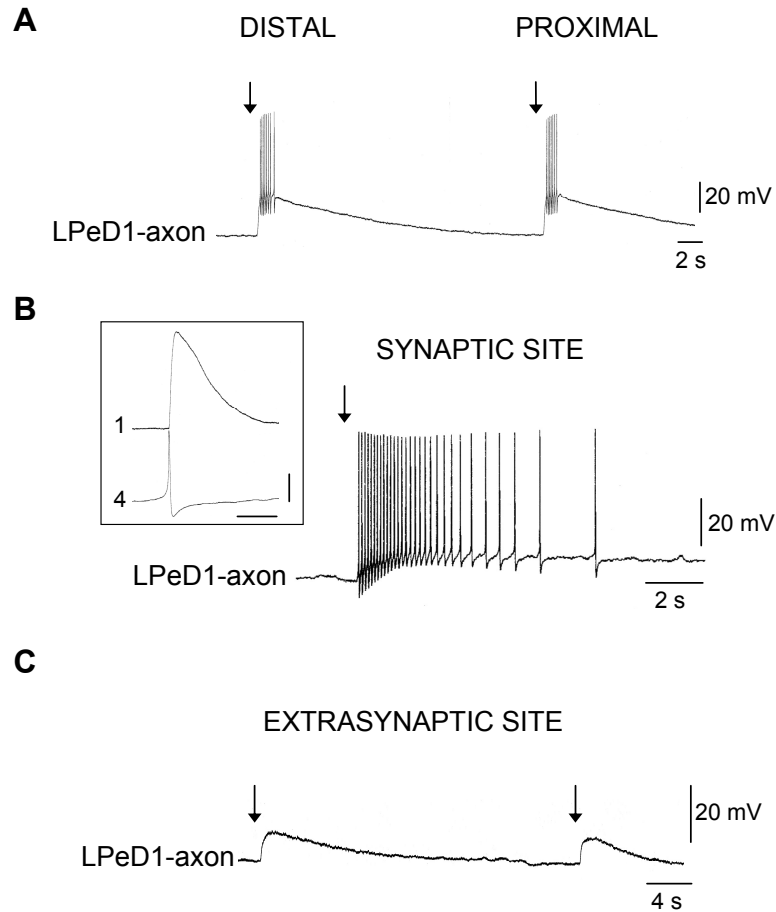 A
DISTAL PROXIMAL
LPeD1-axon
20 mV
2 s
B
SYNAPTIC SITE
1
4
LPeD1-axon
20 mV
2 s
C
EXTRASYNAPTIC SITE
LPeD1-axon
20 mV
4 s